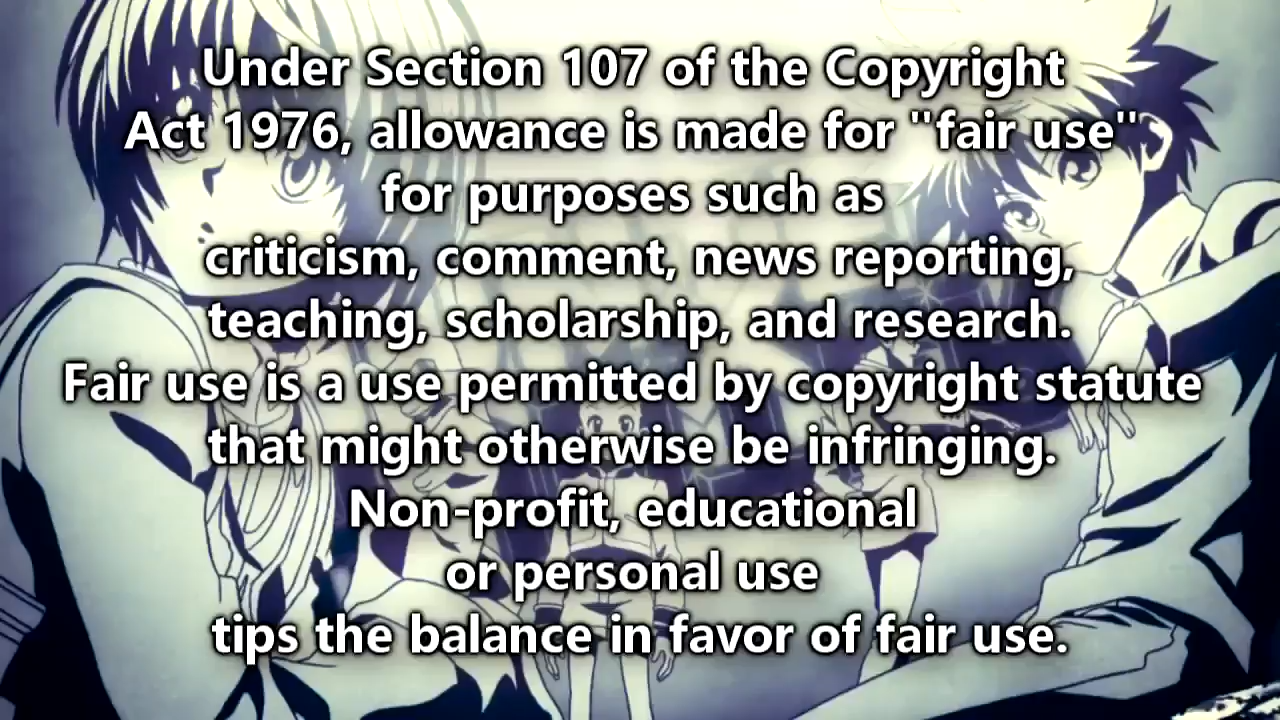 Under Section 107 of the Copyright
Act 1976, allowance is made for "fair use"
for purposes such as
criticism, comment, news reporting,
teaching, scholarship, and research.
Fair use is a use permitted by copyright statute
that might otherwise be infringing.
Non-profit, educational
or personal use
tips the balance in favor of fair use.